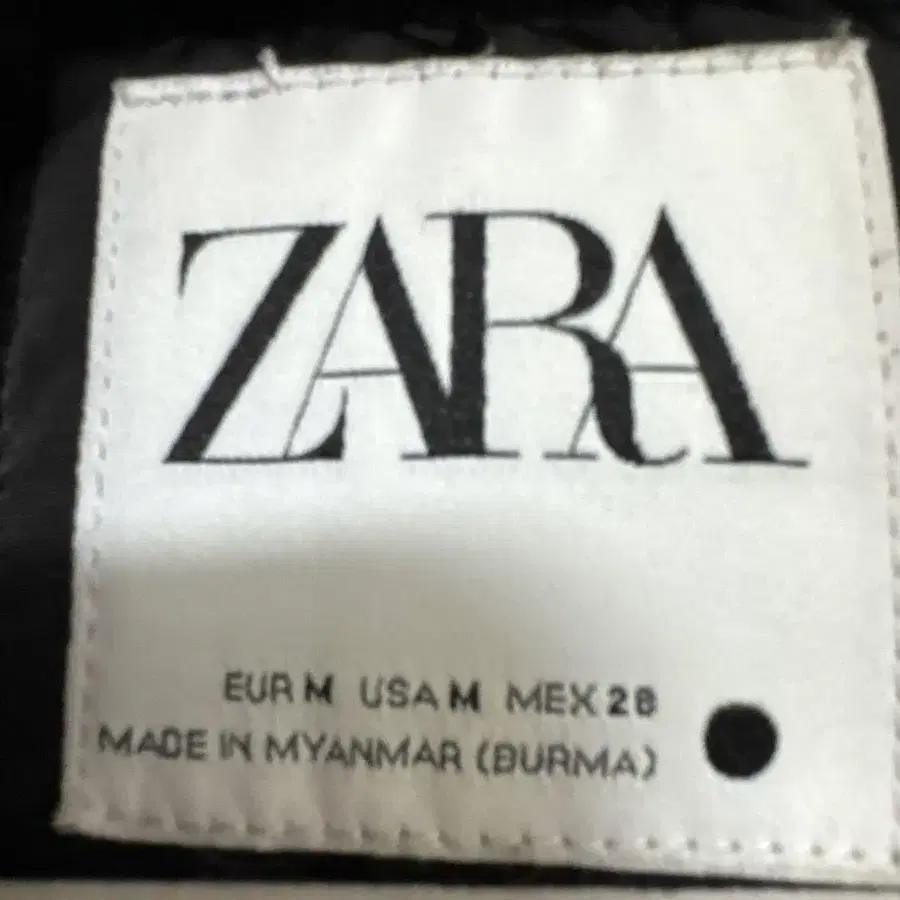 ZARA
EUR M USA M MEX 28
MADE IN MYANMAR (BURMA)